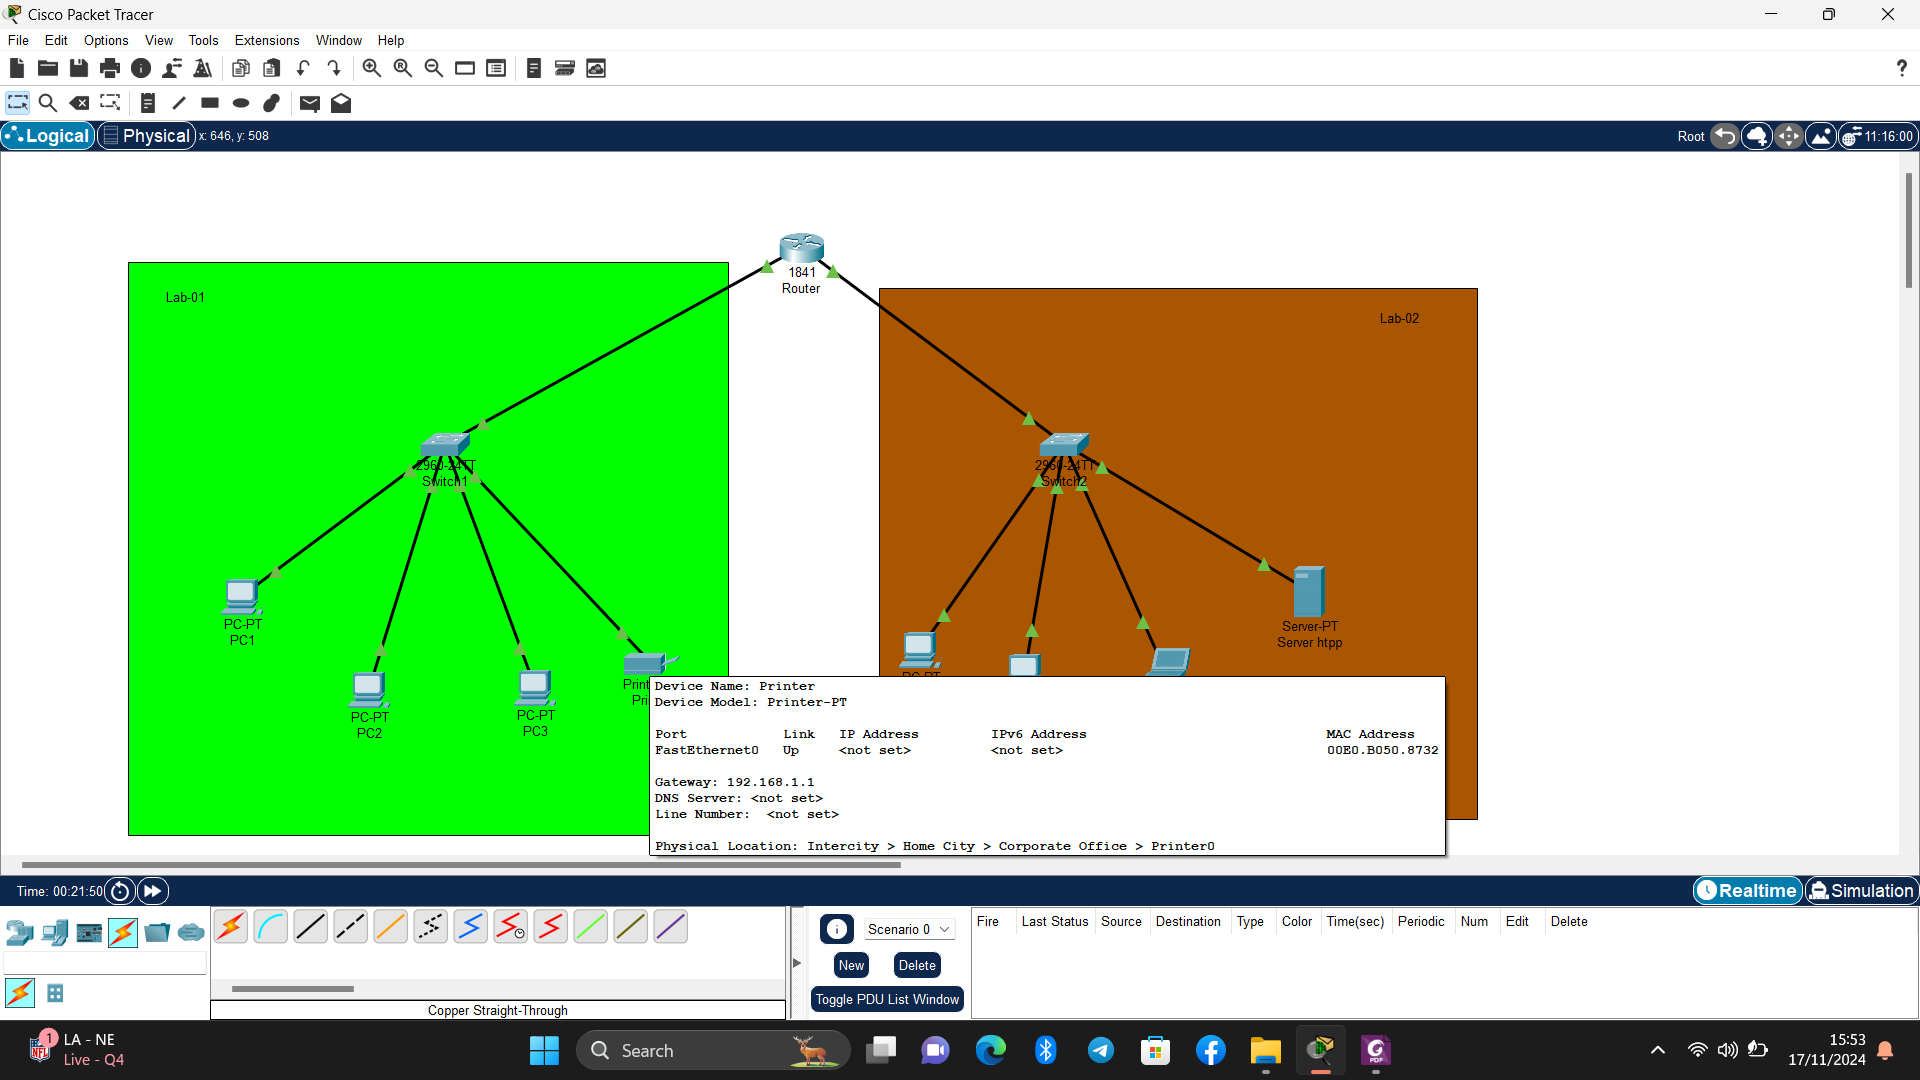 Cisco Packet Tracer
File Edit Options View Tools Extensions Window Help
Logical Physical x: 646, y: 508 Root 11:16:00
1841
Router
Lab-01
Lab-02
2960-24TT
Switch1
2960-24TT
Switch2
PC-PT
PC1
PC-PT
PC2
PC-PT
PC3
Print
Pri
Server-PT
Server htpp
PC-PT
Device Name: Printer
Device Model: Printer-PT
Port Link IP Address IPv6 Address MAC Address
FastEthernet0 Up <not set> <not set> 00E0.B050.8732
Gateway: 192.168.1.1
DNS Server: <not set>
Line Number: <not set>
Physical Location: Intercity > Home City > Corporate Office > Printer0
Time: 00:21:50 Realtime Simulation
Scenario 0
New Delete
Toggle PDU List Window
Fire Last Status Source Destination Type Color Time(sec) Periodic Num Edit Delete
Copper Straight-Through
1
NFL
LA - NE
Live - Q4
Search
PDF
15:53
17/11/2024